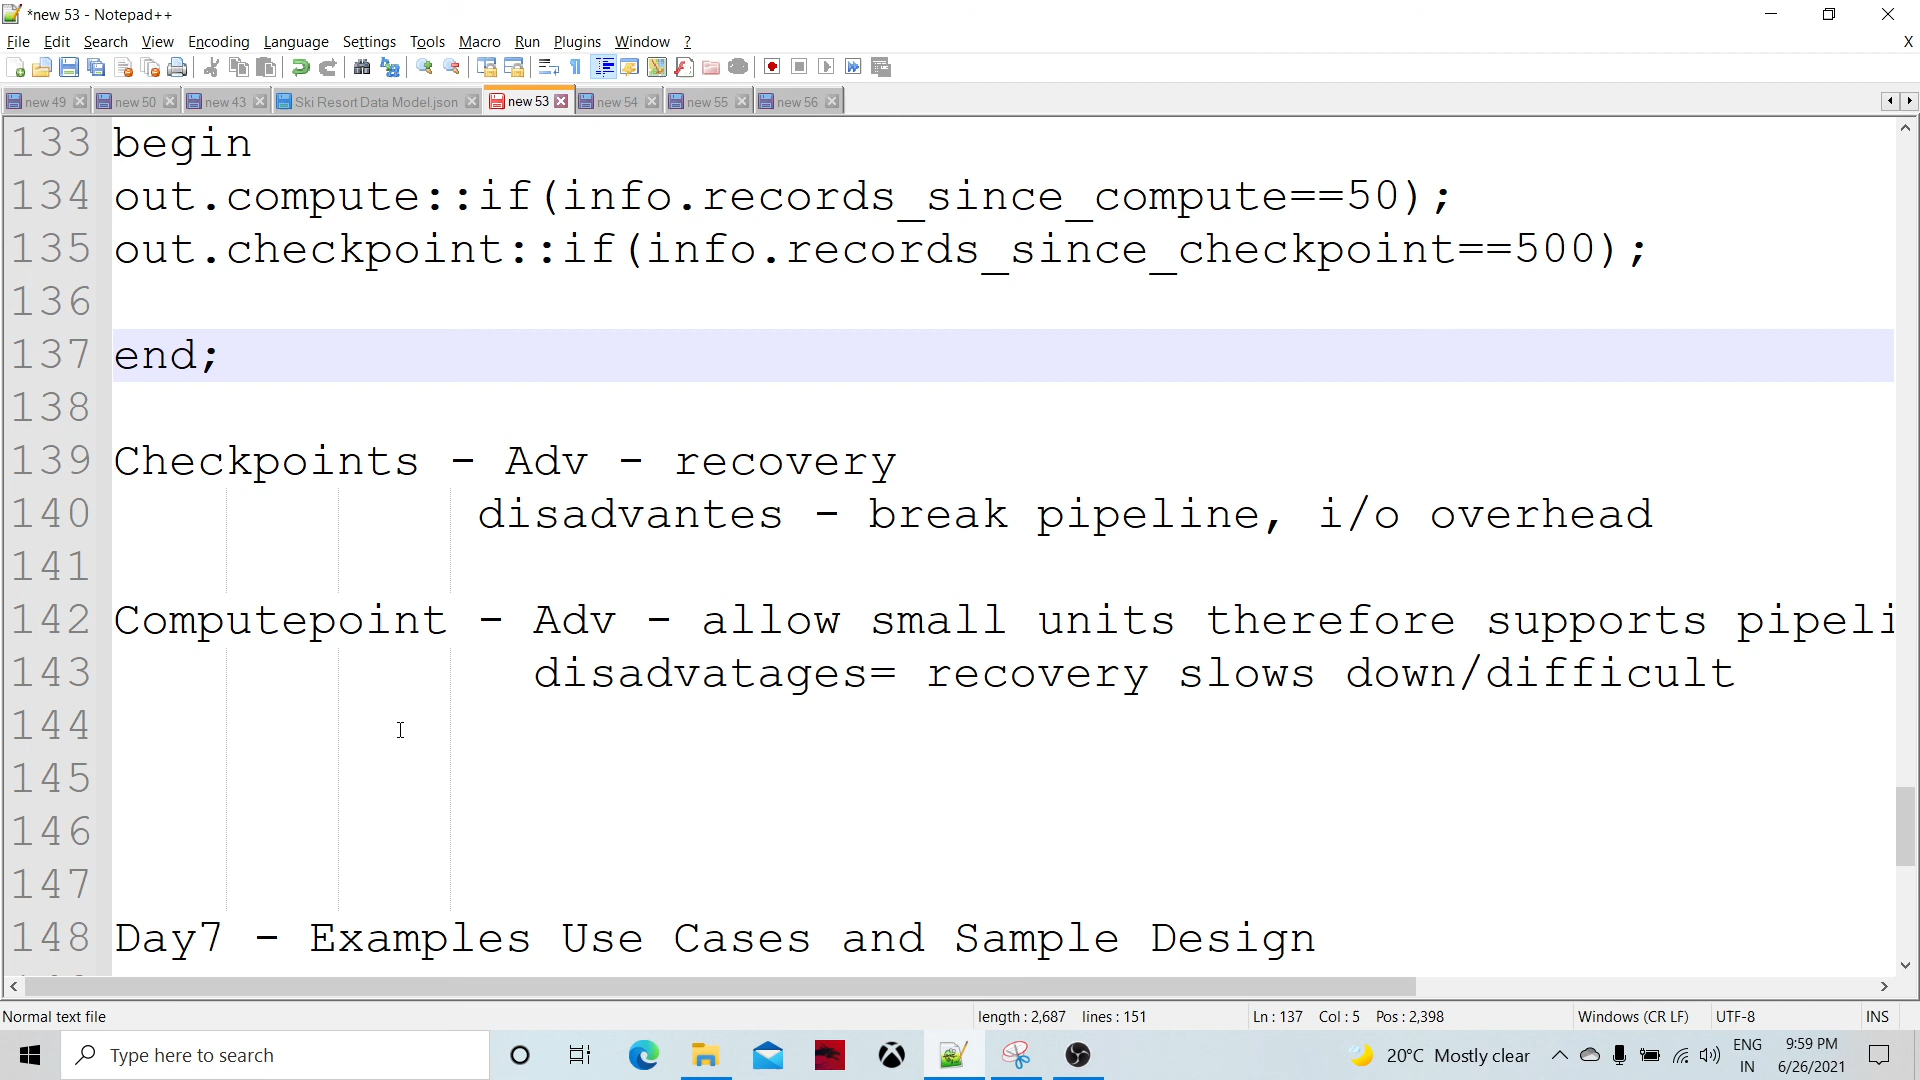 *new 53 - Notepad++
File Edit Search View Encoding Language Settings Tools Macro Run Plugins Window ? X
new 49 new 50 new 43 Ski Resort Data Model.json new 53 new 54 new 55 new 56
133 begin
134 out.compute::if(info.records_since_compute==50);
135 out.checkpoint::if(info.records_since_checkpoint==500);
136
137 end;
138
139 Checkpoints - Adv - recovery
140 disadvantes - break pipeline, i/o overhead
141
142 Computepoint - Adv - allow small units therefore supports pipeli
143 disadvatages= recovery slows down/difficult
144
145
146
147
148 Day7 - Examples Use Cases and Sample Design
Normal text file length : 2,687 lines : 151 Ln : 137 Col : 5 Pos : 2,398 Windows (CR LF) UTF-8 INS
Type here to search 20°C Mostly clear ENG IN 9:59 PM 6/26/2021